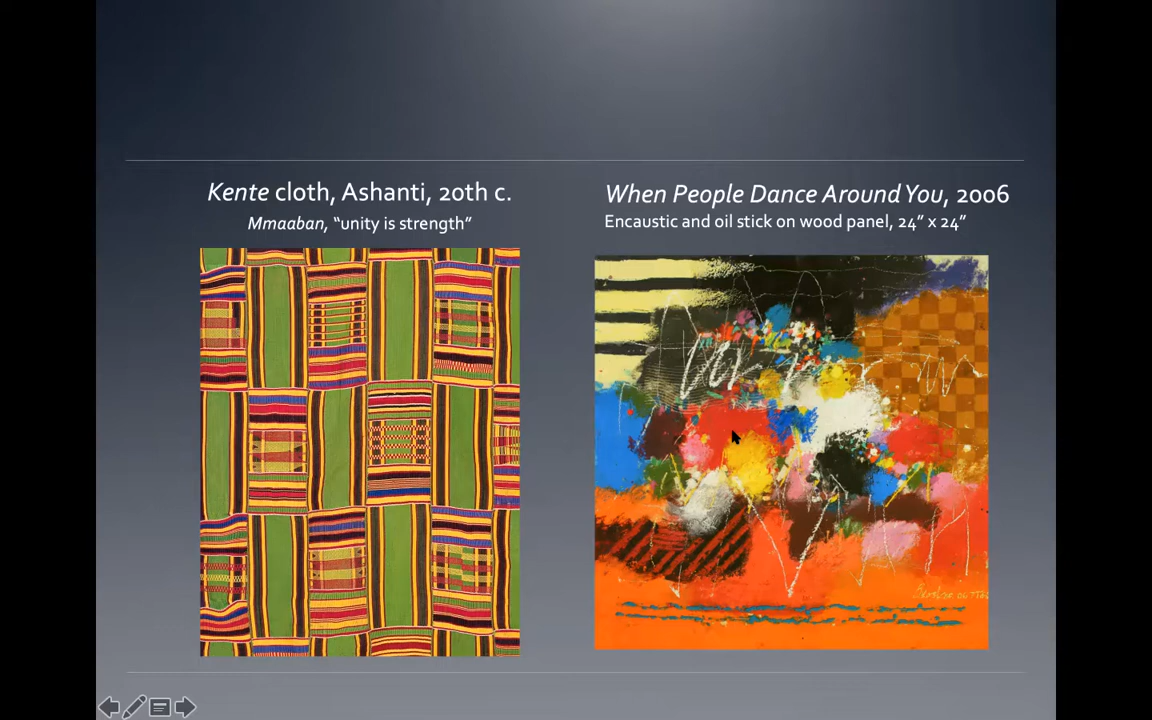 Kente cloth, Ashanti, 20th c.
Mmaaban, “unity is strength”
When People Dance Around You, 2006
Encaustic and oil stick on wood panel, 24” x 24”